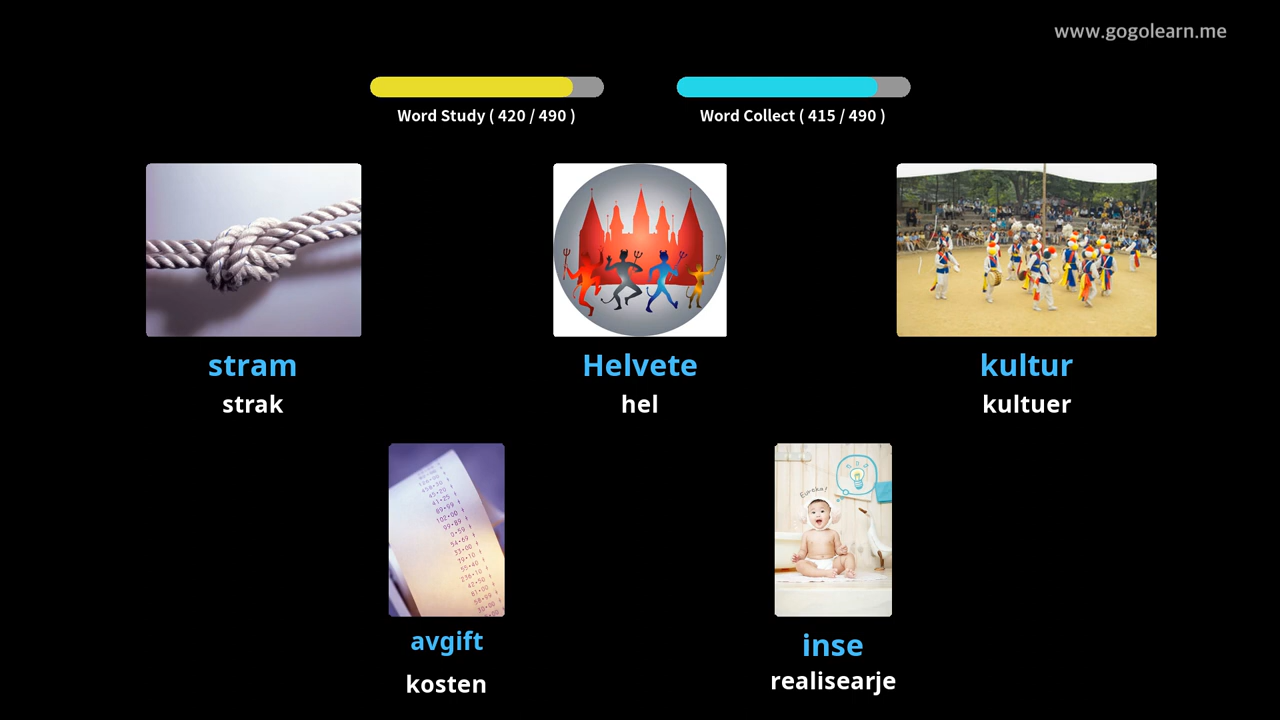 www.gogolearn.me
Word Study ( 420 / 490 )
Word Collect ( 415 / 490 )
stram
strak
Helvete
hel
kultur
kultuer
Eureka!
avgift
kosten
inse
realisearje